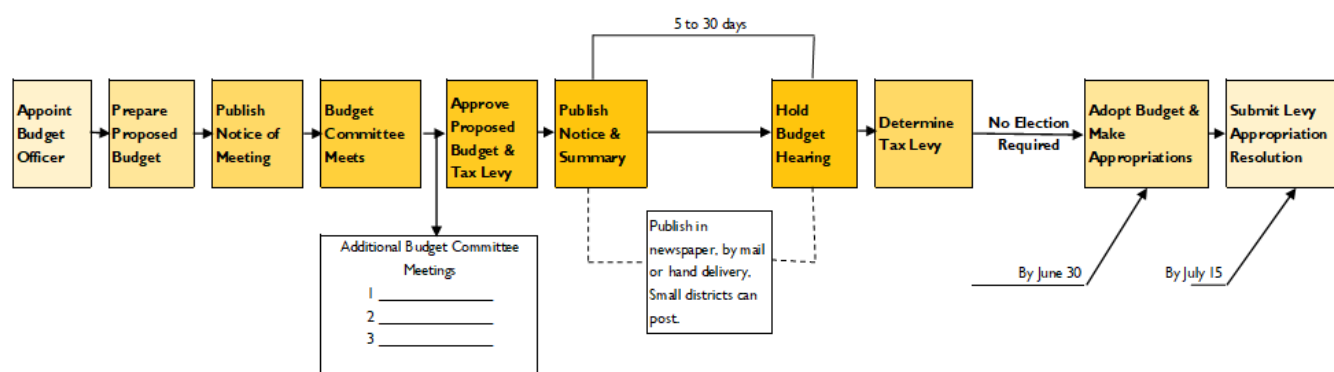 5 to 30 days
Appoint
Budget
Officer
Prepare
Proposed
Budget
Publish
Notice of
Meeting
Budget
Committee
Meets
Approve
Proposed
Budget &
Tax Levy
Publish
Notice &
Summary
Hold
Budget
Hearing
Determine
Tax Levy
No Election
Required
Adopt Budget &
Make
Appropriations
Submit Levy
Appropriation
Resolution
Additional Budget Committee
Meetings
1
2
3
Publish in
newspaper, by mail
or hand delivery.
Small districts can
post.
By June 30
By July 15